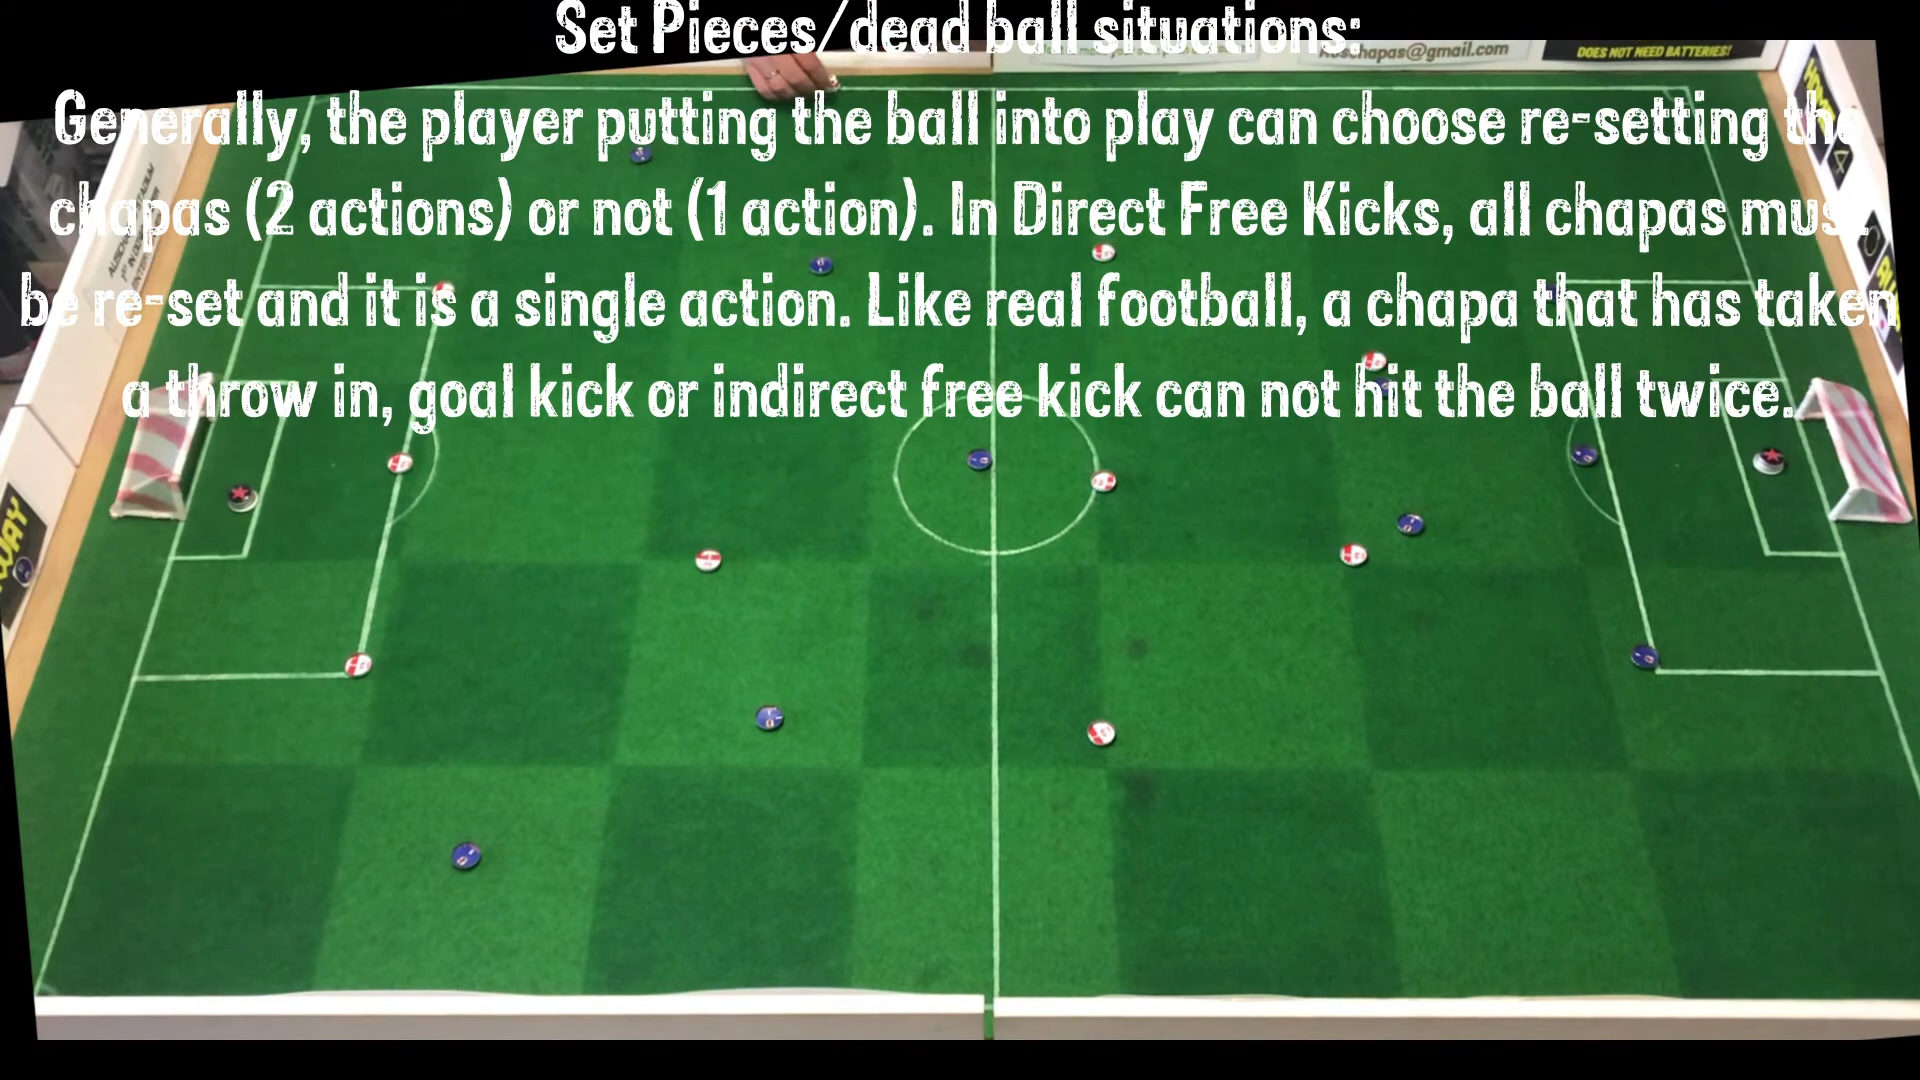 Set Pieces/dead ball situations:
Generally, the player putting the ball into play can choose re-setting the
chapas (2 actions) or not (1 action). In Direct Free Kicks, all chapas must
be re-set and it is a single action. Like real football, a chapa that has taken
a throw in, goal kick or indirect free kick can not hit the ball twice.
chapas@gmail.com
DOES NOT NEED BATTERIES!